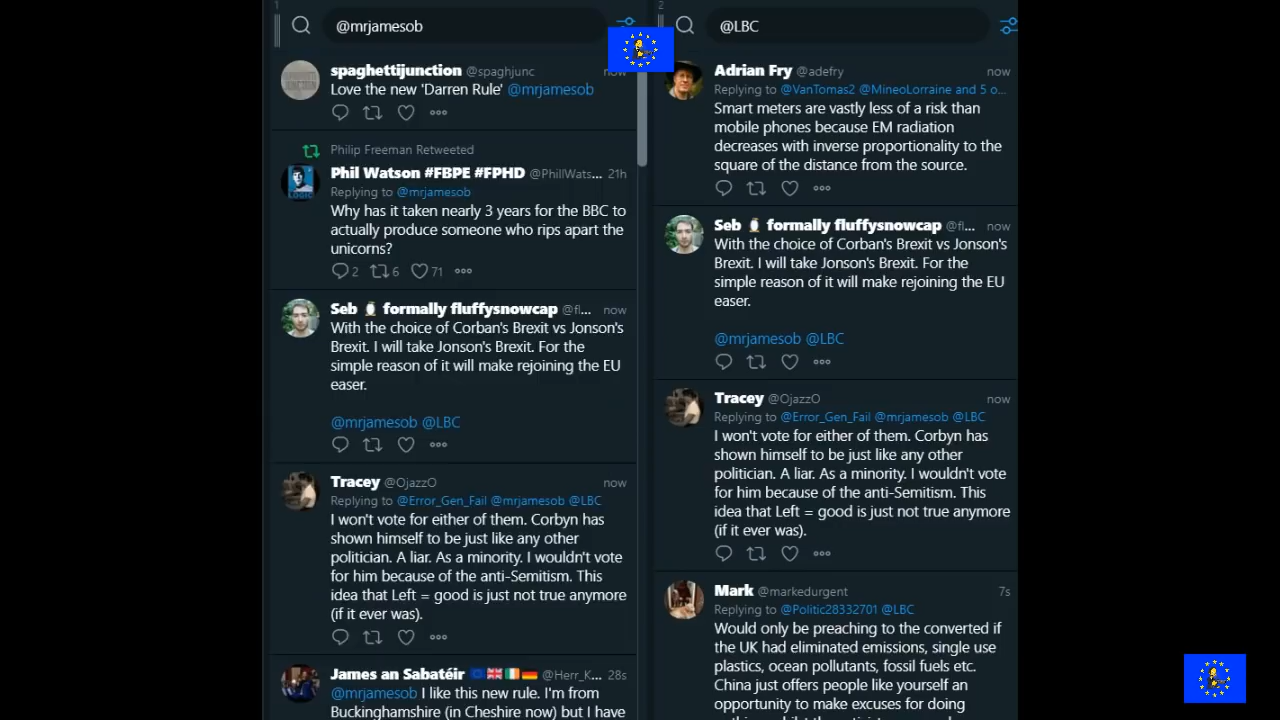 1
@mrjamesob
spaghettijunction @spaghjunc now
Love the new 'Darren Rule' @mrjamesob
Philip Freeman Retweeted
Phil Watson #FBPE #FPHD @PhillWats... 21h
Replying to @mrjamesob
Why has it taken nearly 3 years for the BBC to
actually produce someone who rips apart the
unicorns?
2 6 71
Seb formally fluffysnowcap @fl... now
With the choice of Corban's Brexit vs Jonson's
Brexit. I will take Jonson's Brexit. For the
simple reason of it will make rejoining the EU
easer.
@mrjamesob @LBC
Tracey @OjazzO now
Replying to @Error_Gen_Fail @mrjamesob @LBC
I won't vote for either of them. Corbyn has
shown himself to be just like any other
politician. A liar. As a minority. I wouldn't vote
for him because of the anti-Semitism. This
idea that Left = good is just not true anymore
(if it ever was).
James an Sabatéir @Herr_K... 28s
@mrjamesob I like this new rule. I'm from
Buckinghamshire (in Cheshire now) but I have
2
@LBC
Adrian Fry @adefry now
Replying to @VanTomas2 @MineoLorraine and 5 o...
Smart meters are vastly less of a risk than
mobile phones because EM radiation
decreases with inverse proportionality to the
square of the distance from the source.
Seb formally fluffysnowcap @fl... now
With the choice of Corban's Brexit vs Jonson's
Brexit. I will take Jonson's Brexit. For the
simple reason of it will make rejoining the EU
easer.
@mrjamesob @LBC
Tracey @OjazzO now
Replying to @Error_Gen_Fail @mrjamesob @LBC
I won't vote for either of them. Corbyn has
shown himself to be just like any other
politician. A liar. As a minority. I wouldn't vote
for him because of the anti-Semitism. This
idea that Left = good is just not true anymore
(if it ever was).
Mark @markedurgent 7s
Replying to @Politic28332701 @LBC
Would only be preaching to the converted if
the UK had eliminated emissions, single use
plastics, ocean pollutants, fossil fuels etc.
China just offers people like yourself an
opportunity to make excuses for doing